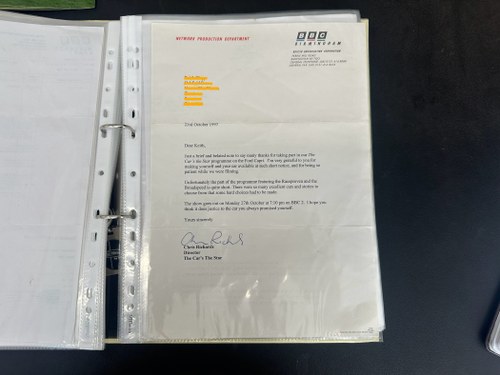 NETWORK PRODUCTION DEPARTMENT
BBC
BIRMINGHAM
BRITISH BROADCASTING CORPORATION
22nd October 1997
Dear Keith,
Just a brief and belated note to say many thanks for taking part in our The
Car's the Star programme on the Ford Capri. I'm very grateful to you for
making yourself and your car available at such short notice, and for being so
patient while we were filming.
Unfortunately the part of the programme featuring the
is quite short. There were so many excellent cars and stories to
choose from that some hard choices had to be made.
The show goes out on Monday 27th October at 7.10 pm on BBC 2. I hope you
think it does justice to the car you always promised yourself.
Yours sincerely
Chris Richards
Director
The Car's The Star